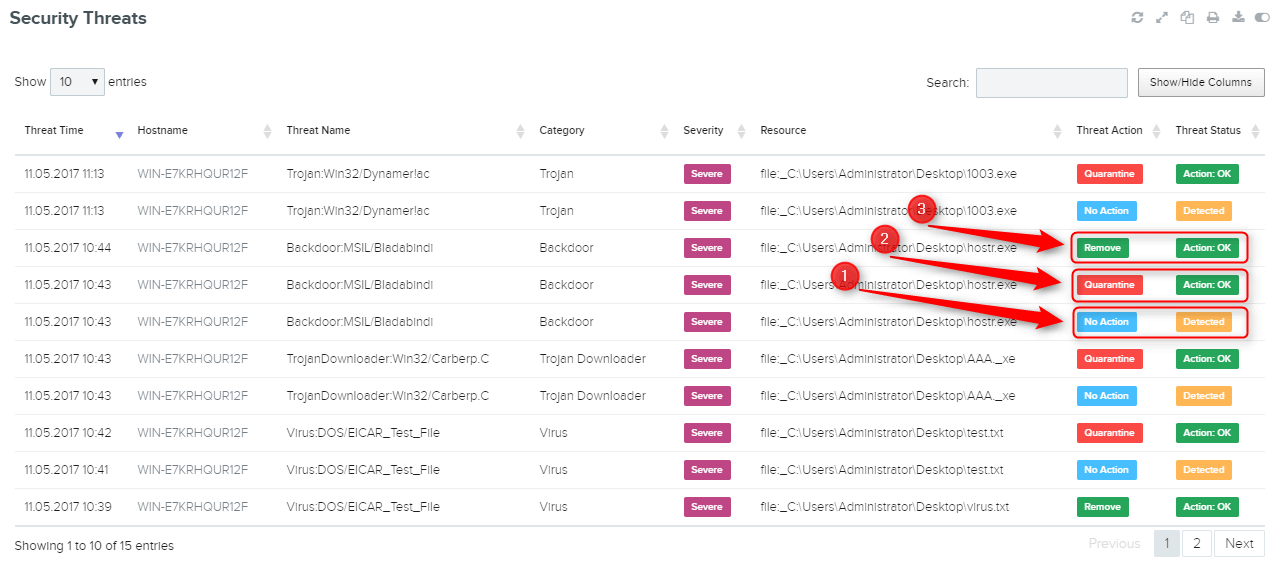 Security Threats
Show 10 entries Search: Show/Hide Columns
Threat Time Hostname Threat Name Category Severity Resource Threat Action Threat Status
11.05.2017 11:13 WIN-E7KRHQUR12F Trojan:Win32/Dynamer!ac Trojan Severe file:_C:\Users\Administrator\Desktop\1003.exe Quarantine Action: OK
11.05.2017 11:13 WIN-E7KRHQUR12F Trojan:Win32/Dynamer!ac Trojan Severe file:_C:\Users\Administrator\Desktop\1003.exe No Action Detected
3
11.05.2017 10:44 WIN-E7KRHQUR12F Backdoor:MSIL/Bladabindi Backdoor Severe file:_C:\Users\Administrator\Desktop\hostr.exe Remove Action: OK
2
11.05.2017 10:43 WIN-E7KRHQUR12F Backdoor:MSIL/Bladabindi Backdoor Severe file:_C:\Users\Administrator\Desktop\hostr.exe Quarantine Action: OK
1
11.05.2017 10:43 WIN-E7KRHQUR12F Backdoor:MSIL/Bladabindi Backdoor Severe file:_C:\Users\Administrator\Desktop\hostr.exe No Action Detected
11.05.2017 10:43 WIN-E7KRHQUR12F TrojanDownloader:Win32/Carberp.C Trojan Downloader Severe file:_C:\Users\Administrator\Desktop\AAA._xe Quarantine Action: OK
11.05.2017 10:43 WIN-E7KRHQUR12F TrojanDownloader:Win32/Carberp.C Trojan Downloader Severe file:_C:\Users\Administrator\Desktop\AAA._xe No Action Detected
11.05.2017 10:42 WIN-E7KRHQUR12F Virus:DOS/EICAR_Test_File Virus Severe file:_C:\Users\Administrator\Desktop\test.txt Quarantine Action: OK
11.05.2017 10:41 WIN-E7KRHQUR12F Virus:DOS/EICAR_Test_File Virus Severe file:_C:\Users\Administrator\Desktop\test.txt No Action Detected
11.05.2017 10:39 WIN-E7KRHQUR12F Virus:DOS/EICAR_Test_File Virus Severe file:_C:\Users\Administrator\Desktop\virus.txt Remove Action: OK
Showing 1 to 10 of 15 entries Previous 1 2 Next